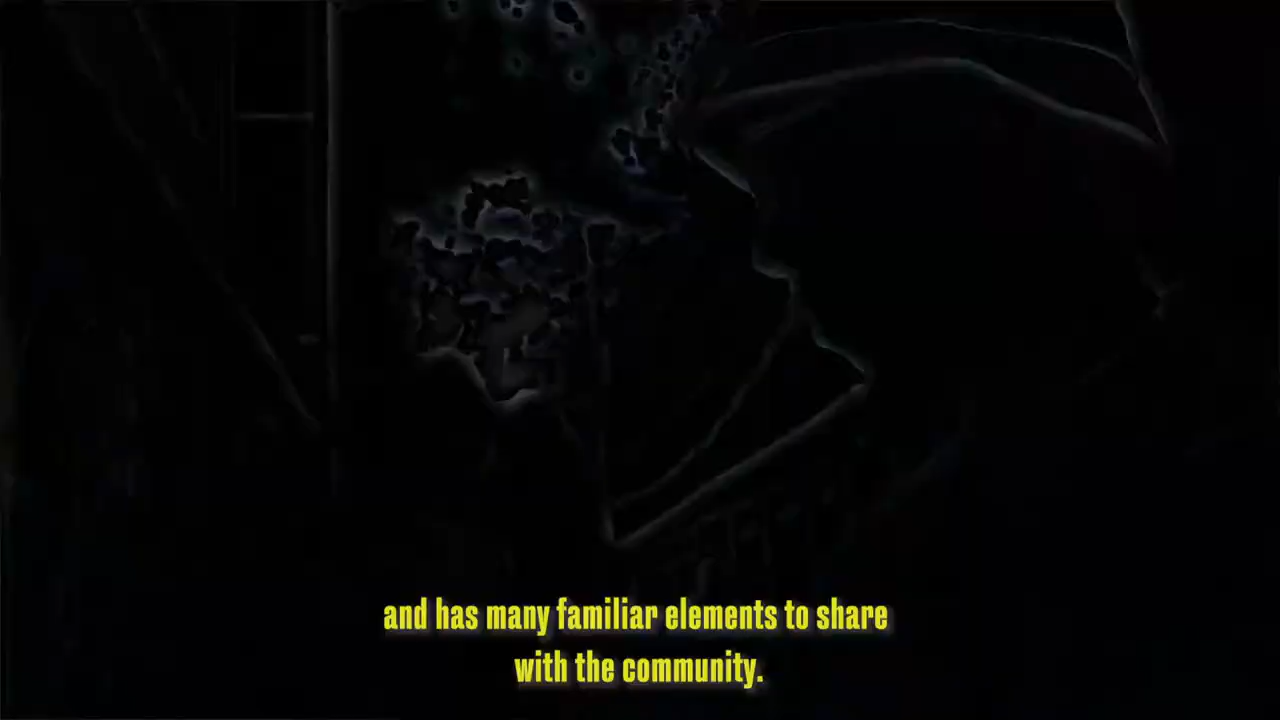 and has many familiar elements to share
with the community.